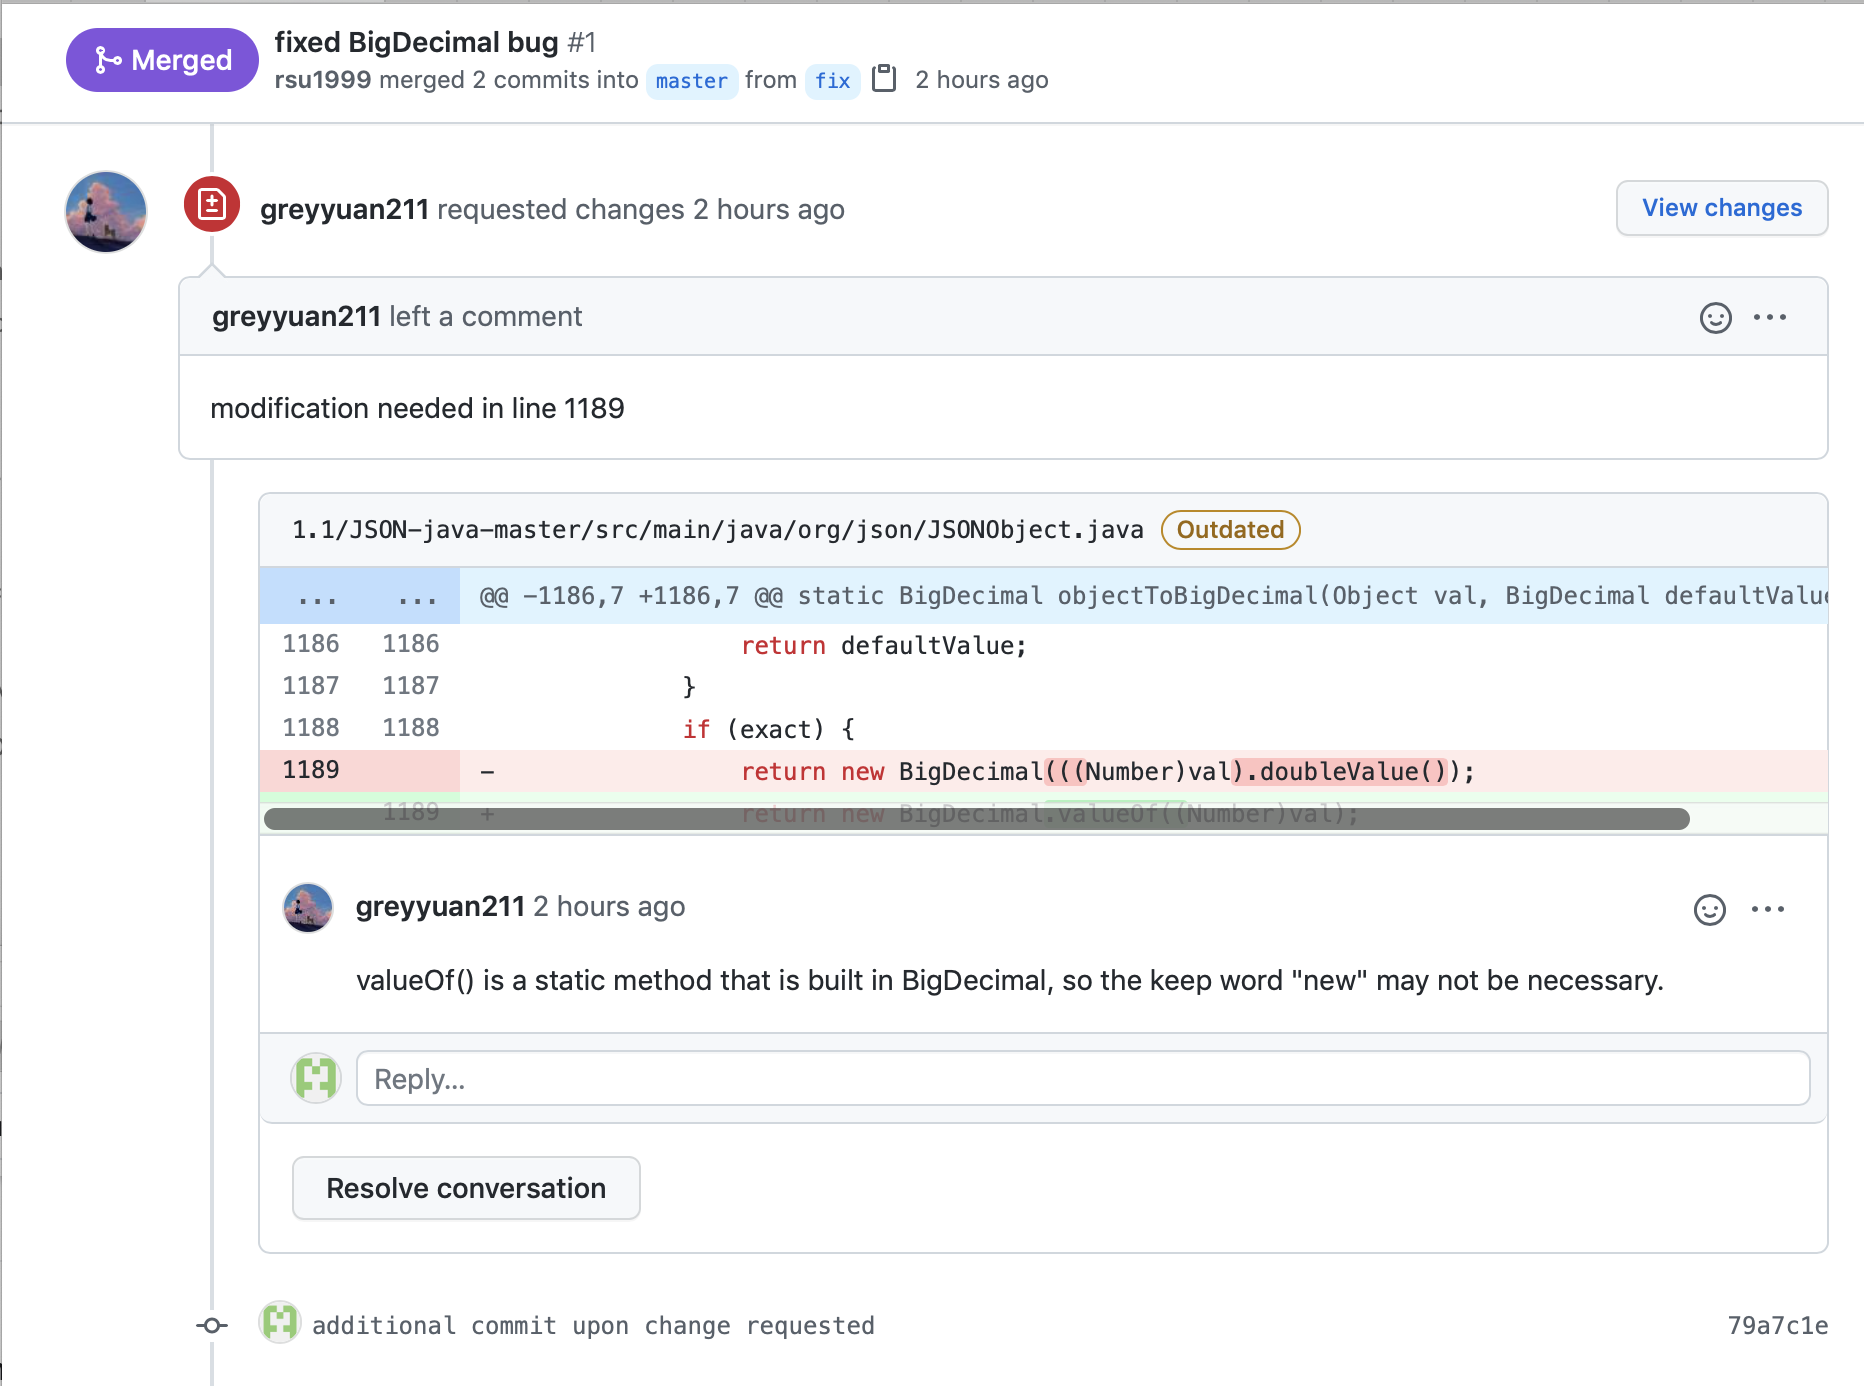 Merged
fixed BigDecimal bug #1
rsu1999 merged 2 commits into master from fix 2 hours ago
greyyuan211 requested changes 2 hours ago
View changes
greyyuan211 left a comment
modification needed in line 1189
1.1/JSON-java-master/src/main/java/org/json/JSONObject.java Outdated
... ... @@ -1186,7 +1186,7 @@ static BigDecimal objectToBigDecimal(Object val, BigDecimal defaultValue
1186 1186 return defaultValue;
1187 1187 }
1188 1188 if (exact) {
1189 - return new BigDecimal(((Number)val).doubleValue());
1189 + return new BigDecimal.valueOf((Number)val);
greyyuan211 2 hours ago
valueOf() is a static method that is built in BigDecimal, so the keep word "new" may not be necessary.
Reply...
Resolve conversation
additional commit upon change requested 79a7c1e